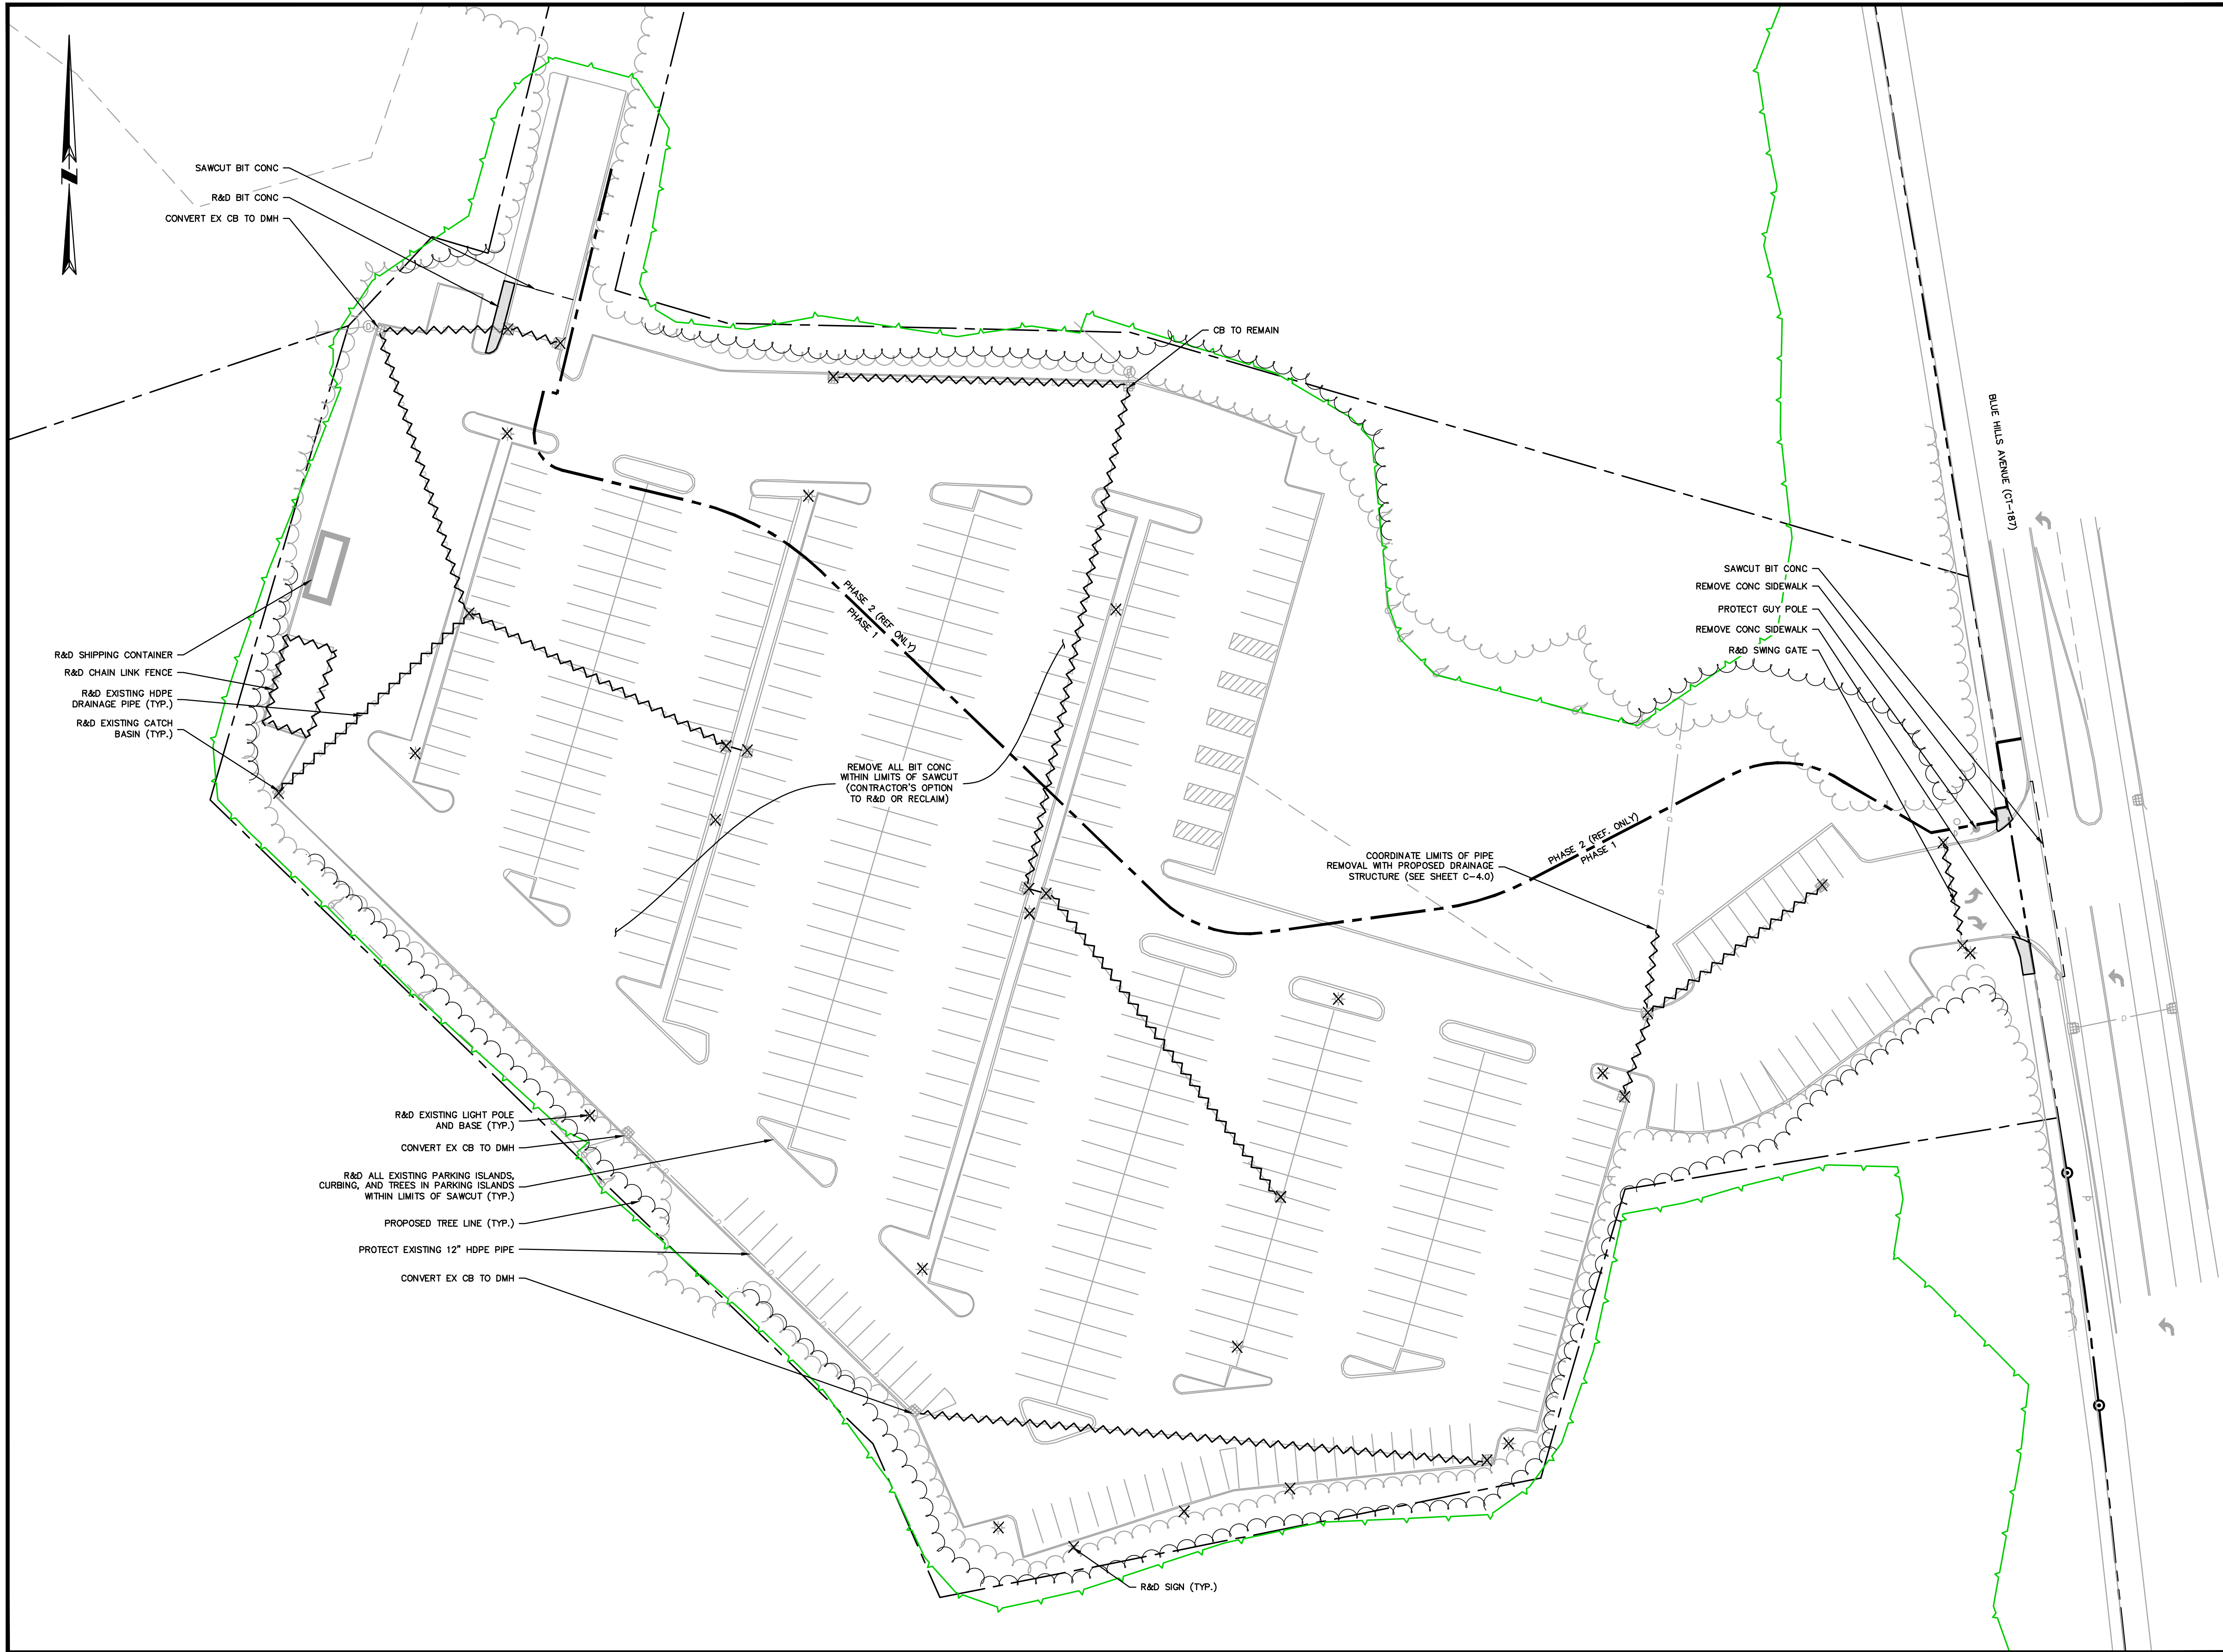 N
SAWCUT BIT CONC
R&D BIT CONC
CONVERT EX CB TO DMH
CB TO REMAIN
BLUE HILLS AVENUE (CT-187)
SAWCUT BIT CONC
REMOVE CONC SIDEWALK
PROTECT GUY POLE
REMOVE CONC SIDEWALK
R&D SWING GATE
PHASE 2 (REF ONLY)
PHASE 1
R&D SHIPPING CONTAINER
R&D CHAIN LINK FENCE
R&D EXISTING HDPE
DRAINAGE PIPE (TYP.)
R&D EXISTING CATCH
BASIN (TYP.)
REMOVE ALL BIT CONC
WITHIN LIMITS OF SAWCUT
(CONTRACTOR'S OPTION
TO R&D OR RECLAIM)
COORDINATE LIMITS OF PIPE
REMOVAL WITH PROPOSED DRAINAGE
STRUCTURE (SEE SHEET C-4.0)
PHASE 2 (REF. ONLY)
PHASE 1
R&D EXISTING LIGHT POLE
AND BASE (TYP.)
CONVERT EX CB TO DMH
R&D ALL EXISTING PARKING ISLANDS,
CURBING, AND TREES IN PARKING ISLANDS
WITHIN LIMITS OF SAWCUT (TYP.)
PROPOSED TREE LINE (TYP.)
PROTECT EXISTING 12" HDPE PIPE
CONVERT EX CB TO DMH
R&D SIGN (TYP.)